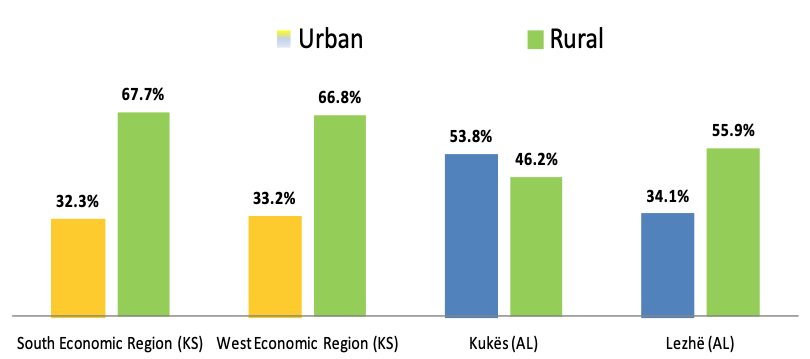 Urban Rural
67.7% 66.8%
53.8% 55.9%
46.2%
32.3% 33.2% 34.1%
South Economic Region (KS) West Economic Region (KS) Kukës (AL) Lezhë (AL)